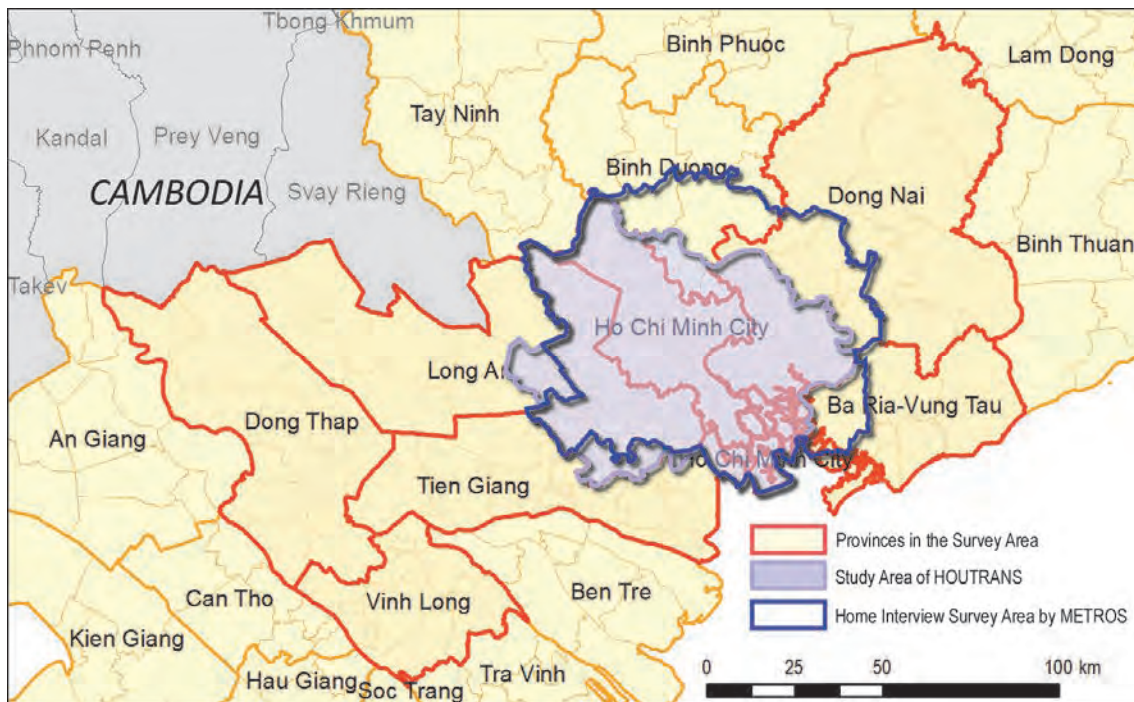 Tbong Khmum
Phnom Penh
Binh Phuoc
Lam Dong
Tay Ninh
Kandal
Prey Veng
Binh Duong
CAMBODIA
Svay Rieng
Dong Nai
Binh Thuan
Takev
Ho Chi Minh City
Long An
Ba Ria-Vung Tau
Dong Thap
An Giang
Ho Chi Minh City
Tien Giang
Provinces in the Survey Area
Study Area of HOUTRANS
Home Interview Survey Area by METROS
Can Tho
Vinh Long
Ben Tre
Kien Giang
Hau Giang
Soc Trang
Tra Vinh
0 25 50 100 km